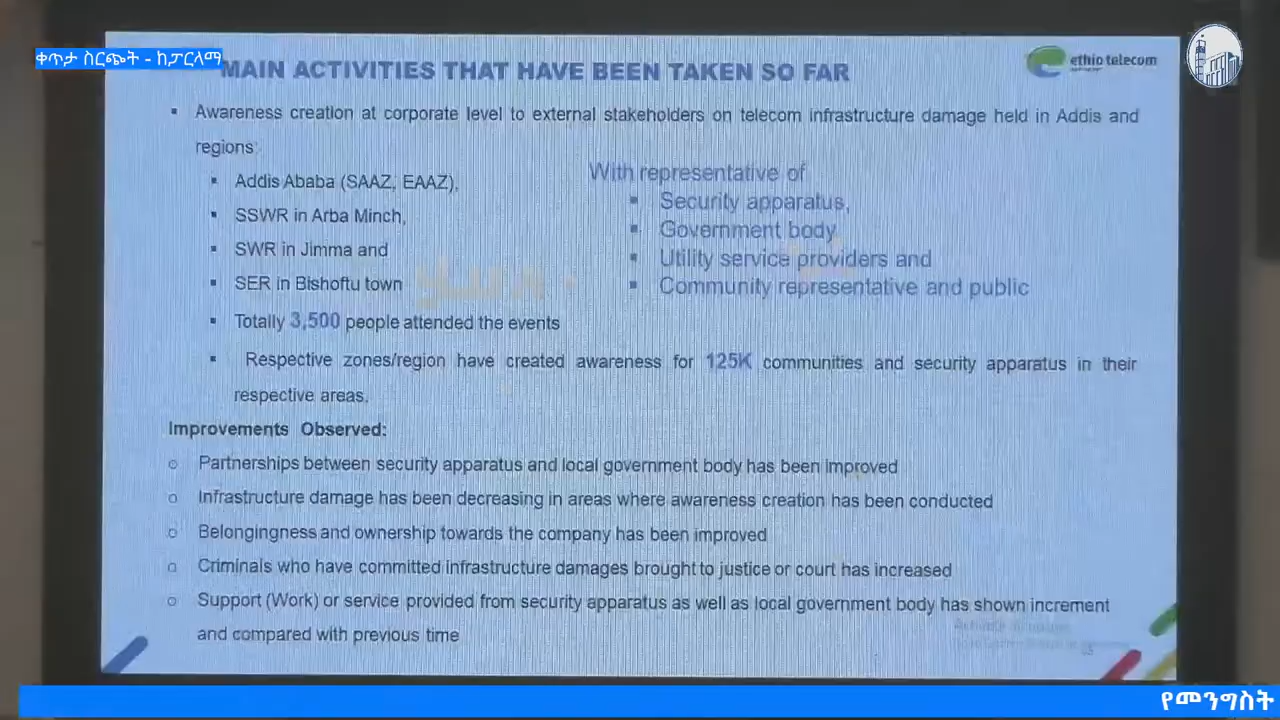 ቀጥታ ስርጭት - ከፓርላማ
MAIN ACTIVITIES THAT HAVE BEEN TAKEN SO FAR
ethio telecom
▪ Awareness creation at corporate level to external stakeholders on telecom infrastructure damage held in Addis and
regions:
▪ Addis Ababa (SAAZ, EAAZ),
▪ SSWR in Arba Minch,
▪ SWR in Jimma and
▪ SER in Bishoftu town
With representative of
▪ Security apparatus,
▪ Government body
▪ Utility service providers and
▪ Community representative and public
▪ Totally 3,500 people attended the events
▪ Respective zones/region have created awareness for 125K communities and security apparatus in their
respective areas.
Improvements Observed:
o Partnerships between security apparatus and local government body has been improved
o Infrastructure damage has been decreasing in areas where awareness creation has been conducted
o Belongingness and ownership towards the company has been improved
o Criminals who have committed infrastructure damages brought to justice or court has increased
o Support (Work) or service provided from security apparatus as well as local government body has shown increment
and compared with previous time
የመንግስት